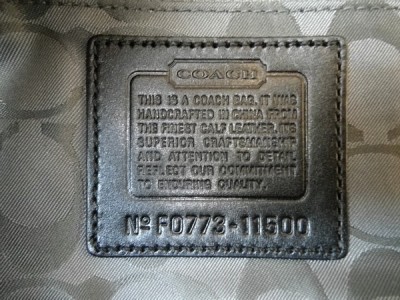 COACH
THIS IS A COACH BAG. IT WAS
HANDCRAFTED IN CHINA FROM
THE FINEST CALF LEATHER. ITS
SUPERIOR CRAFTSMANSHIP
AND ATTENTION TO DETAIL
REFLECT OUR COMMITMENT
TO ENDURING QUALITY.
Nº F0773-11500